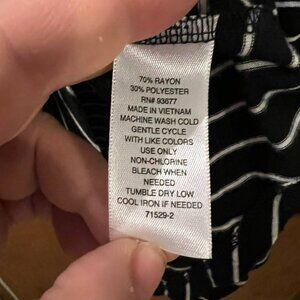 70% RAYON
30% POLYESTER
RN# 93677
MADE IN VIETNAM
MACHINE WASH COLD
GENTLE CYCLE
WITH LIKE COLORS
USE ONLY
NON-CHLORINE
BLEACH WHEN
NEEDED
TUMBLE DRY LOW
COOL IRON IF NEEDED
71529-2